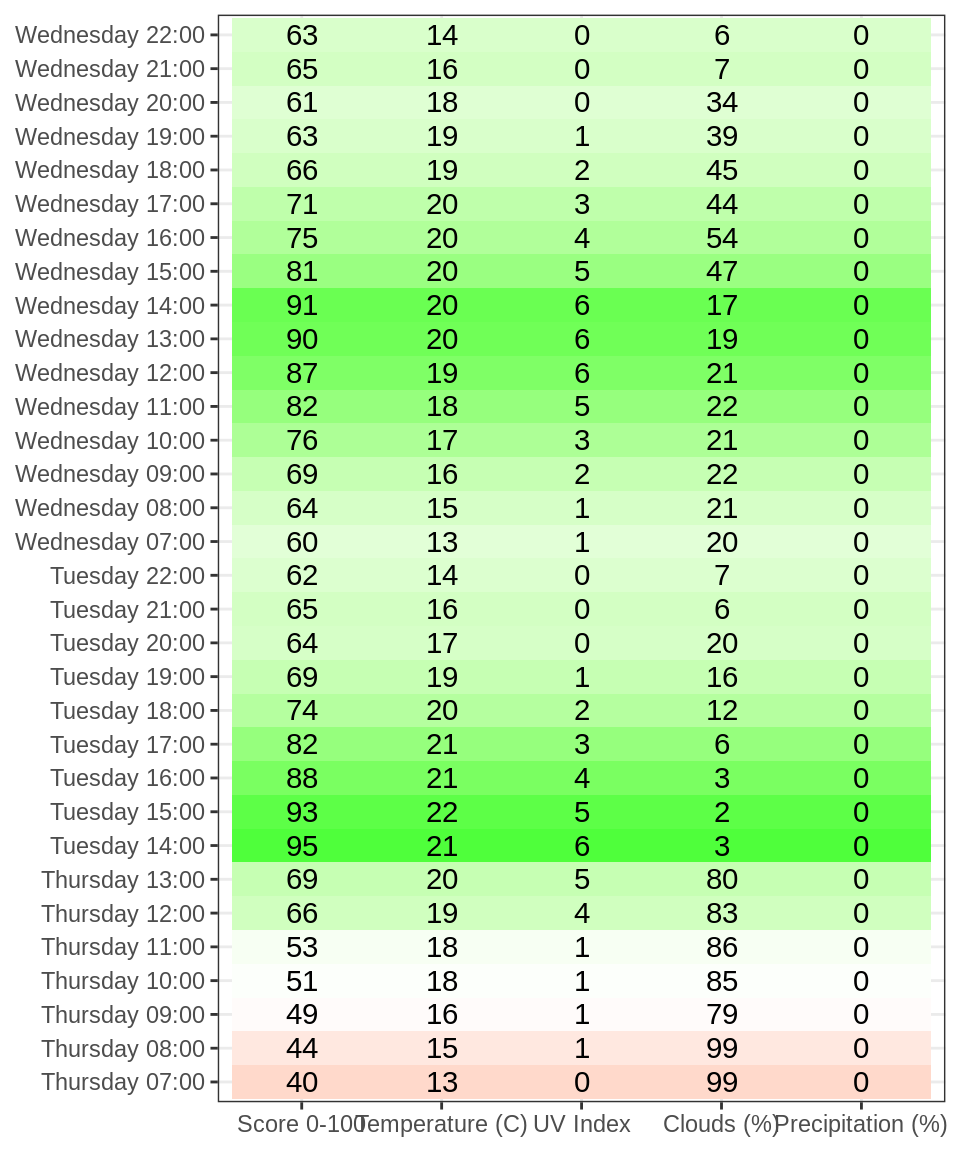 Wednesday 22:00 63 14 0 6 0
Wednesday 21:00 65 16 0 7 0
Wednesday 20:00 61 18 0 34 0
Wednesday 19:00 63 19 1 39 0
Wednesday 18:00 66 19 2 45 0
Wednesday 17:00 71 20 3 44 0
Wednesday 16:00 75 20 4 54 0
Wednesday 15:00 81 20 5 47 0
Wednesday 14:00 91 20 6 17 0
Wednesday 13:00 90 20 6 19 0
Wednesday 12:00 87 19 6 21 0
Wednesday 11:00 82 18 5 22 0
Wednesday 10:00 76 17 3 21 0
Wednesday 09:00 69 16 2 22 0
Wednesday 08:00 64 15 1 21 0
Wednesday 07:00 60 13 1 20 0
Tuesday 22:00 62 14 0 7 0
Tuesday 21:00 65 16 0 6 0
Tuesday 20:00 64 17 0 20 0
Tuesday 19:00 69 19 1 16 0
Tuesday 18:00 74 20 2 12 0
Tuesday 17:00 82 21 3 6 0
Tuesday 16:00 88 21 4 3 0
Tuesday 15:00 93 22 5 2 0
Tuesday 14:00 95 21 6 3 0
Thursday 13:00 69 20 5 80 0
Thursday 12:00 66 19 4 83 0
Thursday 11:00 53 18 1 86 0
Thursday 10:00 51 18 1 85 0
Thursday 09:00 49 16 1 79 0
Thursday 08:00 44 15 1 99 0
Thursday 07:00 40 13 0 99 0
Score 0-100 Temperature (C) UV Index Clouds (%) Precipitation (%)